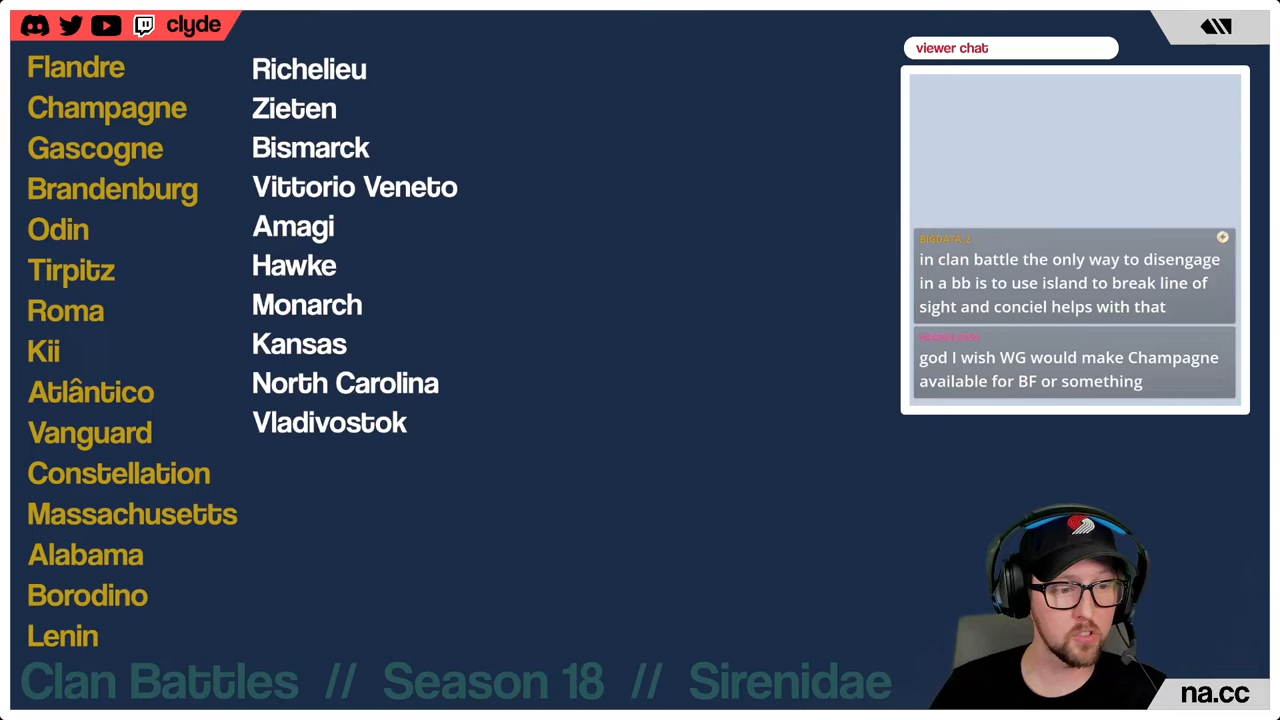 clyde
Flandre
Champagne
Gascogne
Brandenburg
Odin
Tirpitz
Roma
Kii
Atlântico
Vanguard
Constellation
Massachusetts
Alabama
Borodino
Lenin
Richelieu
Zieten
Bismarck
Vittorio Veneto
Amagi
Hawke
Monarch
Kansas
North Carolina
Vladivostok
viewer chat
in clan battle the only way to disengage
in a bb is to use island to break line of
sight and conciel helps with that
god I wish WG would make Champagne
available for BF or something
Clan Battles // Season 18 // Sirenidae
na.cc